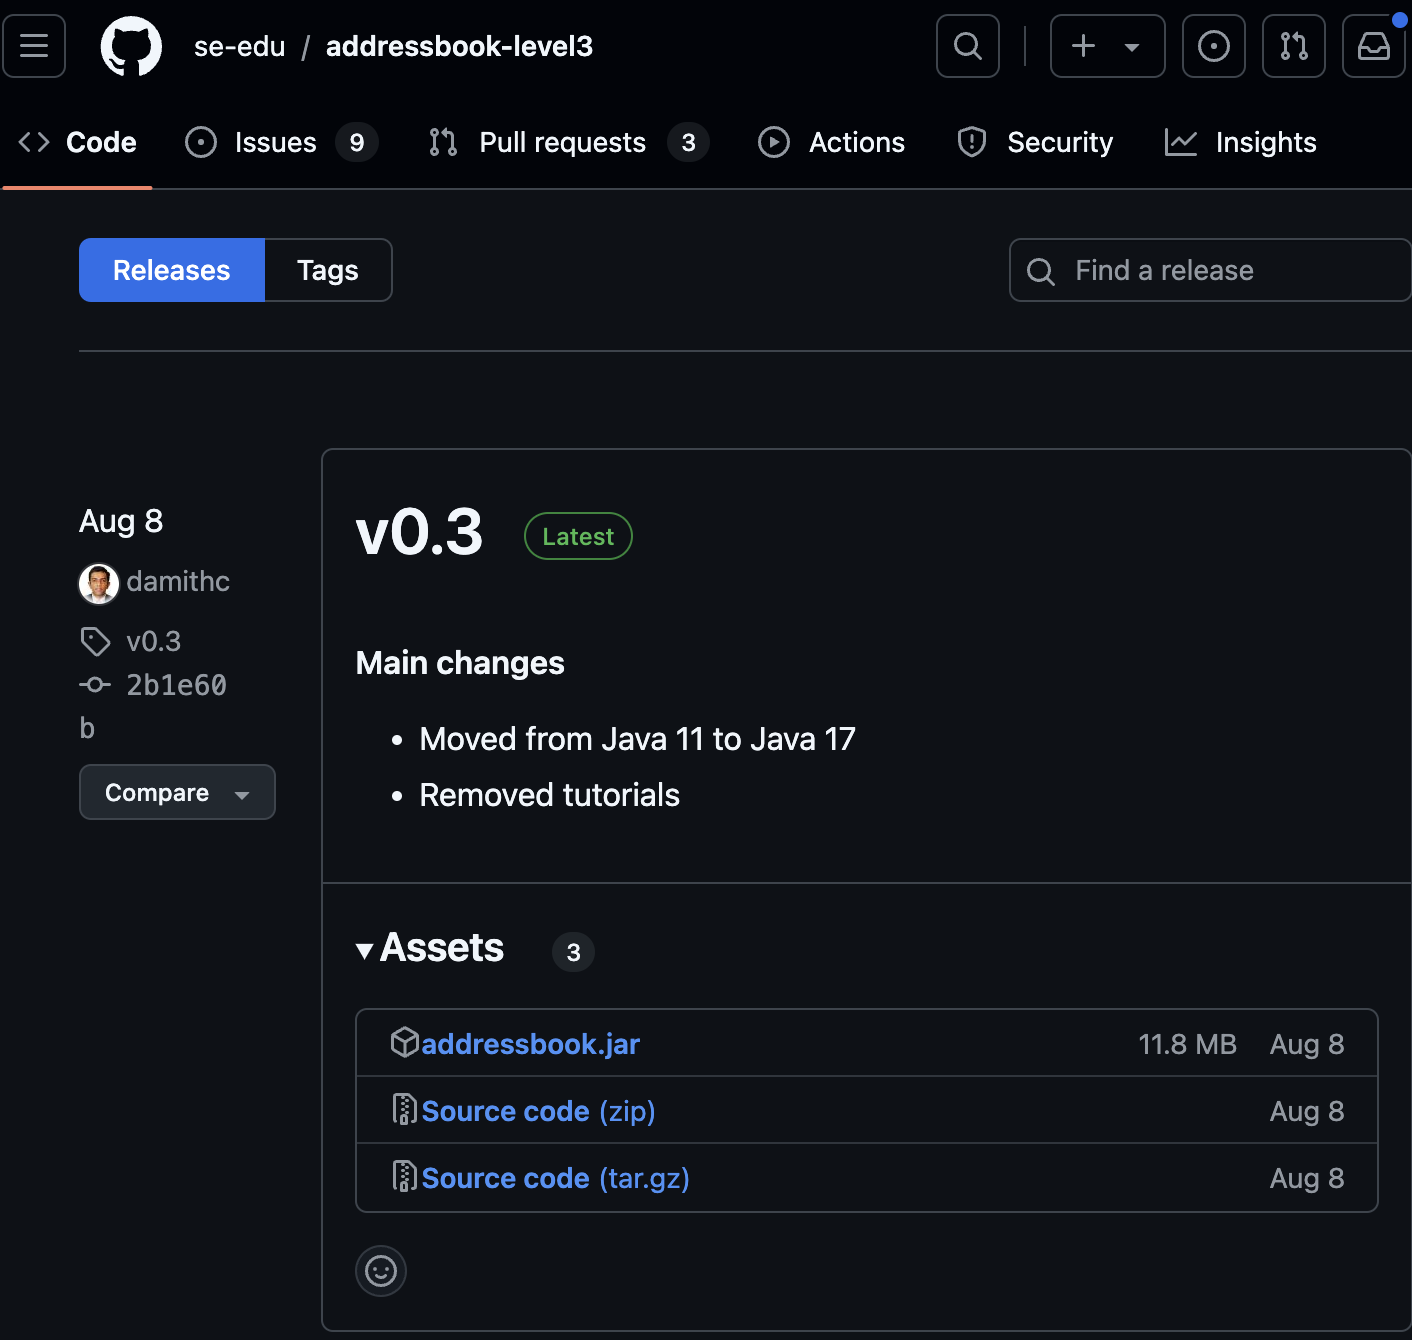 se-edu / addressbook-level3
Code Issues 9 Pull requests 3 Actions Security Insights
Releases Tags Find a release
Aug 8
damithc
v0.3
2b1e60
b
Compare
v0.3 Latest
Main changes
• Moved from Java 11 to Java 17
• Removed tutorials
Assets 3
addressbook.jar 11.8 MB Aug 8
Source code (zip) Aug 8
Source code (tar.gz) Aug 8